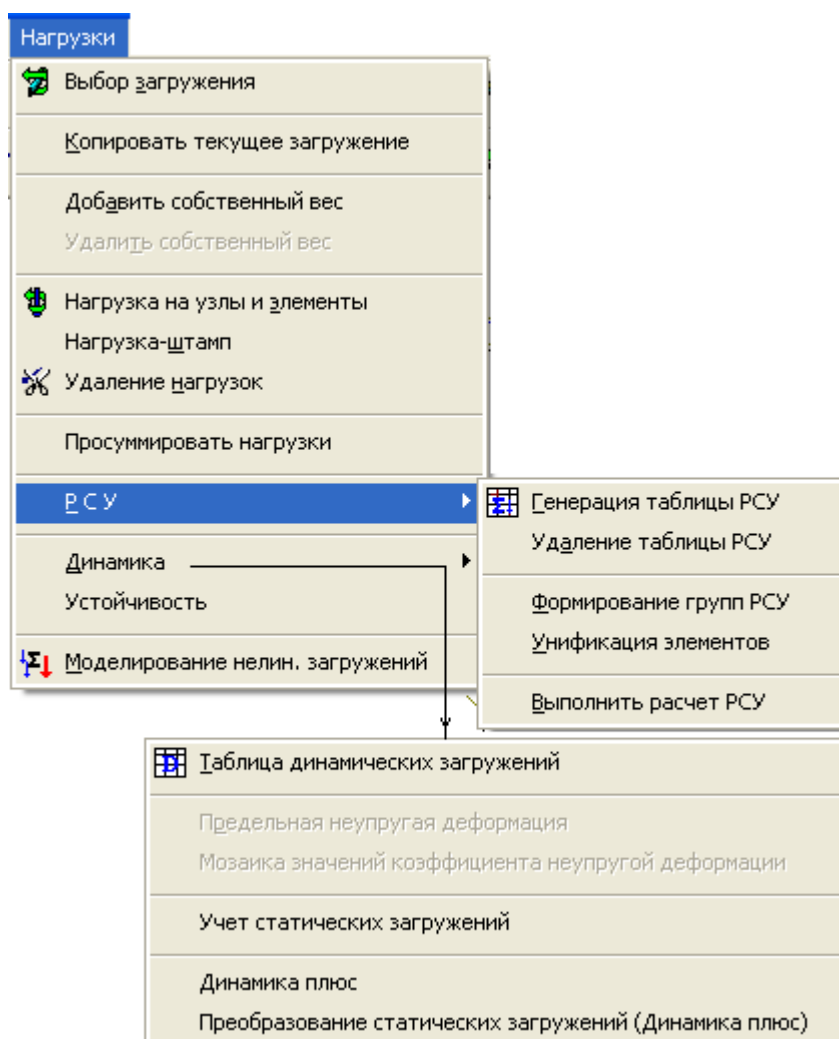 Нагрузки
Выбор загружения
Копировать текущее загружение
Добавить собственный вес
Удалить собственный вес
Нагрузка на узлы и элементы
Нагрузка-штамп
Удаление нагрузок
Просуммировать нагрузки
Р С У
Генерация таблицы РСУ
Удаление таблицы РСУ
Формирование групп РСУ
Унификация элементов
Выполнить расчет РСУ
Динамика
Устойчивость
Моделирование нелин. загружений
Таблица динамических загружений
Предельная неупругая деформация
Мозаика значений коэффициента неупругой деформации
Учет статических загружений
Динамика плюс
Преобразование статических загружений (Динамика плюс)